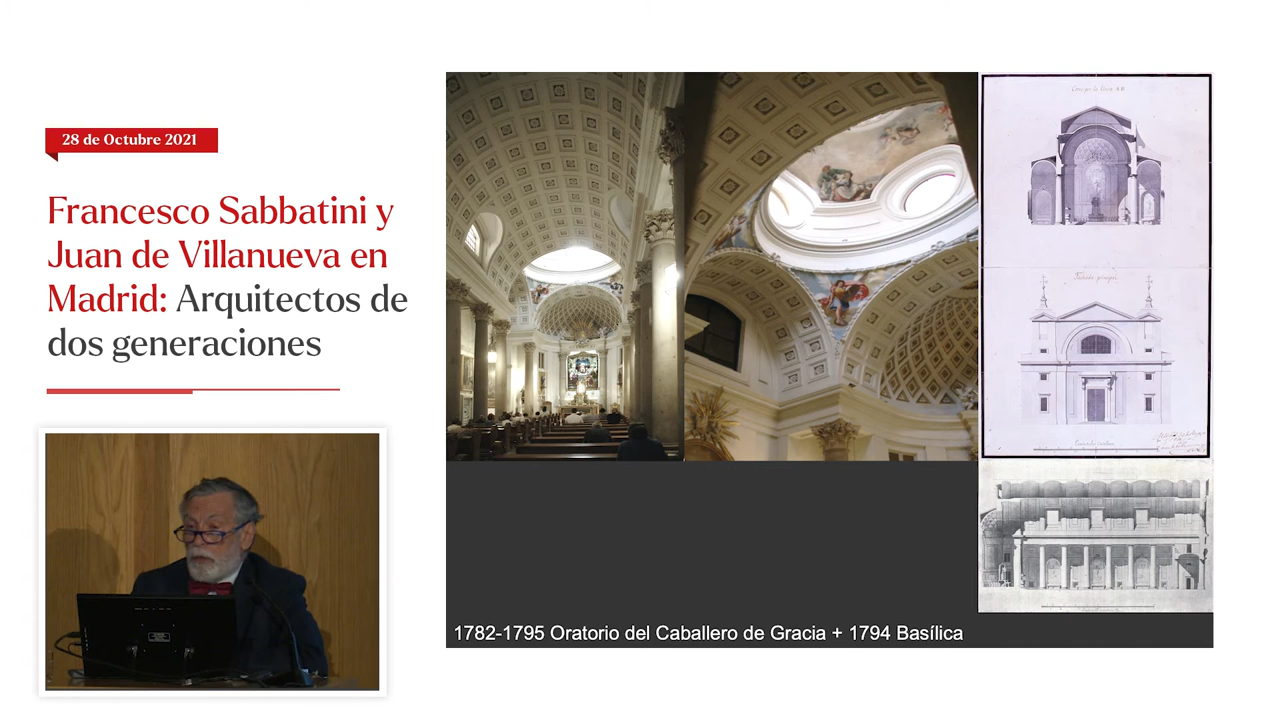 28 de Octubre 2021
Francesco Sabbatini y
Juan de Villanueva en
Madrid: Arquitectos de
dos generaciones
1782-1795 Oratorio del Caballero de Gracia + 1794 Basílica